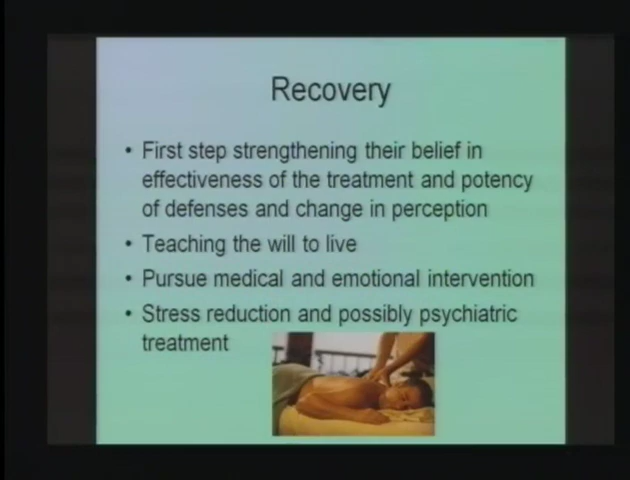 Recovery
• First step strengthening their belief in
effectiveness of the treatment and potency
of defenses and change in perception
• Teaching the will to live
• Pursue medical and emotional intervention
• Stress reduction and possibly psychiatric
treatment